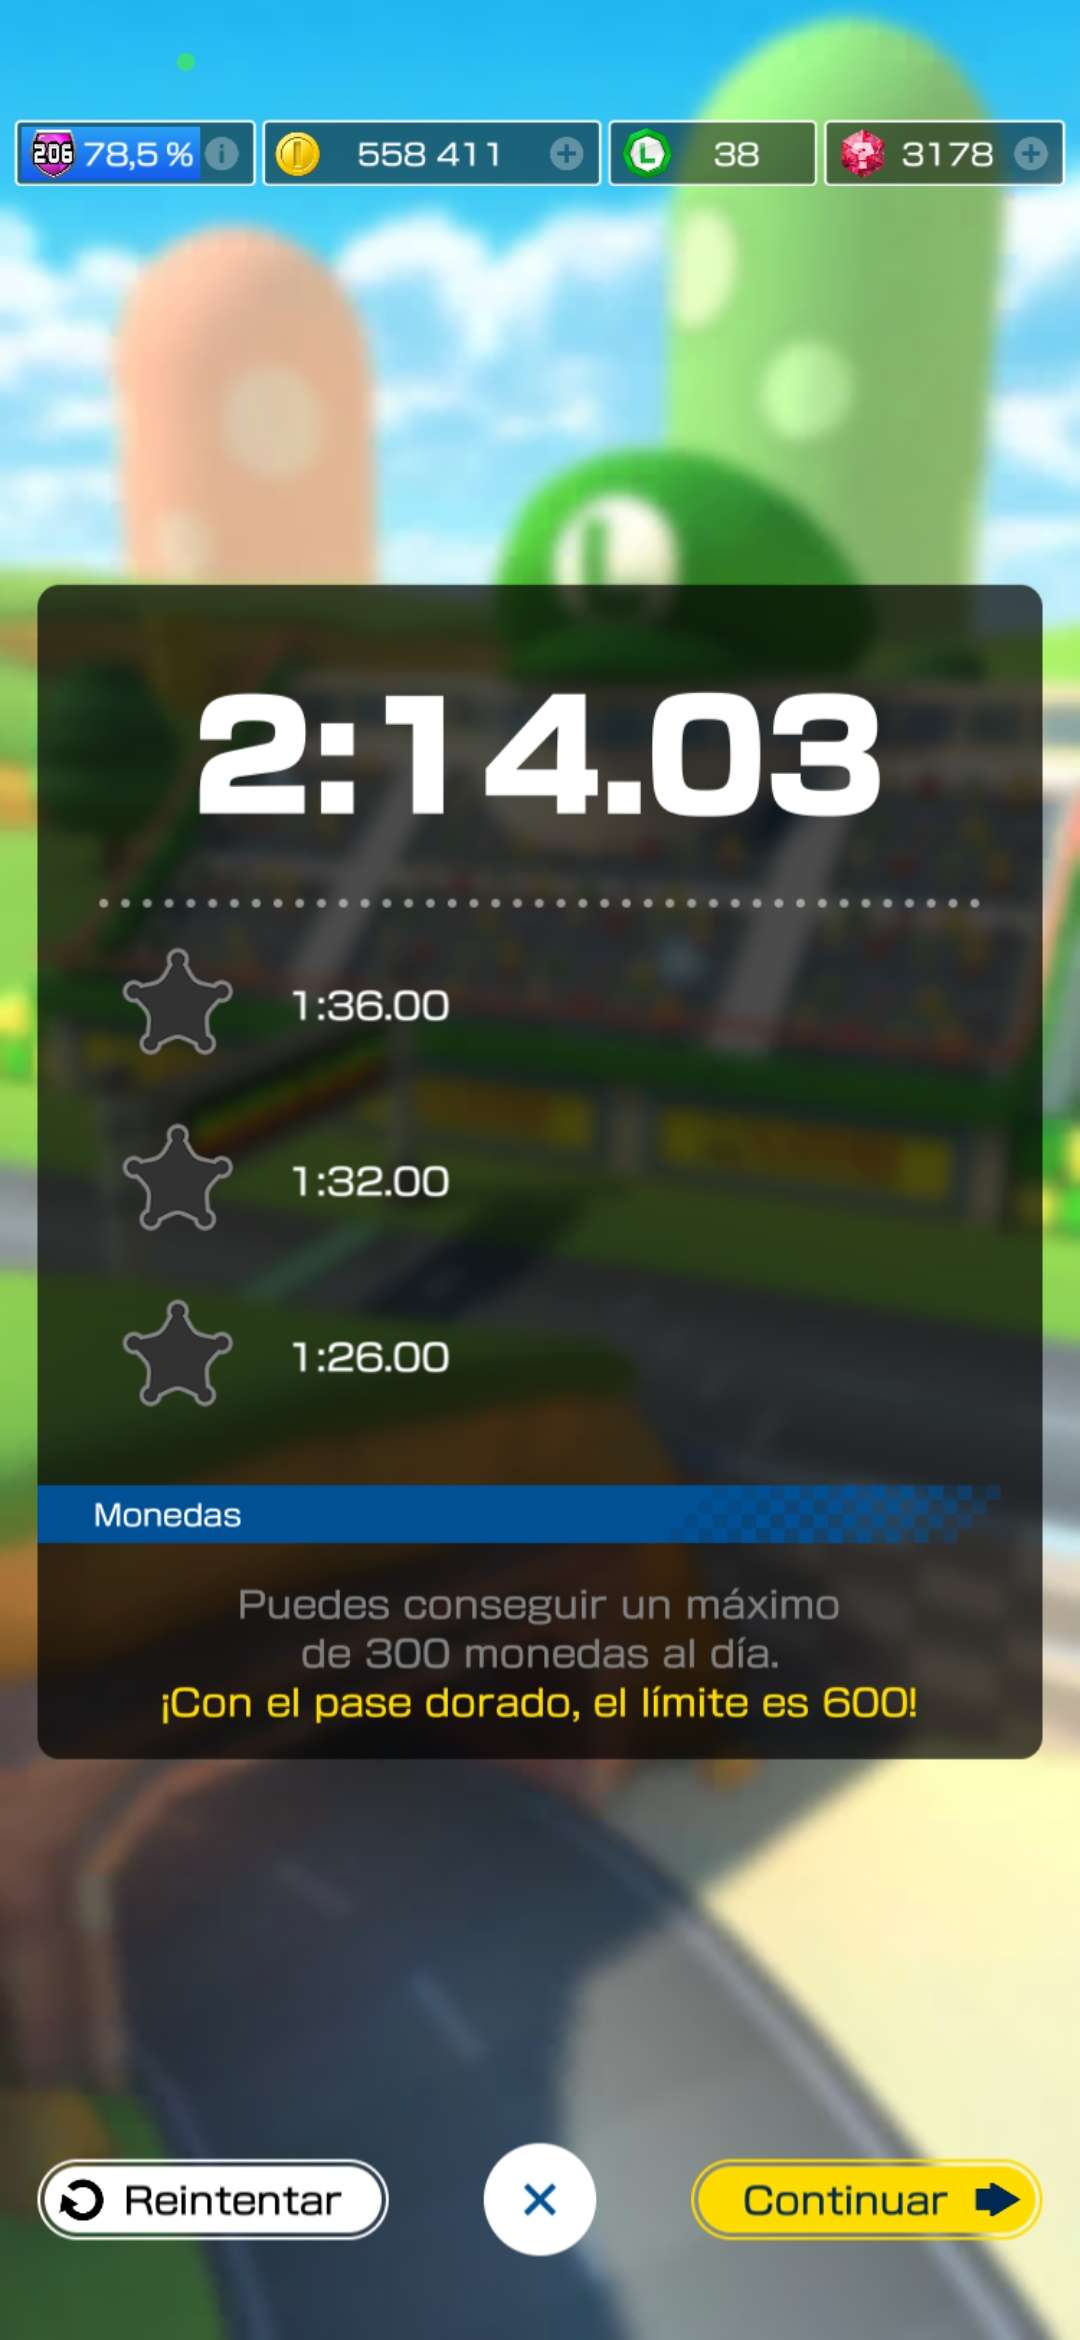 206 78,5 % i 558 411 + L 38 ? 3178 +
L
2:14.03
1:36.00
1:32.00
1:26.00
Monedas
Puedes conseguir un máximo
de 300 monedas al día.
¡Con el pase dorado, el límite es 600!
Reintentar × Continuar